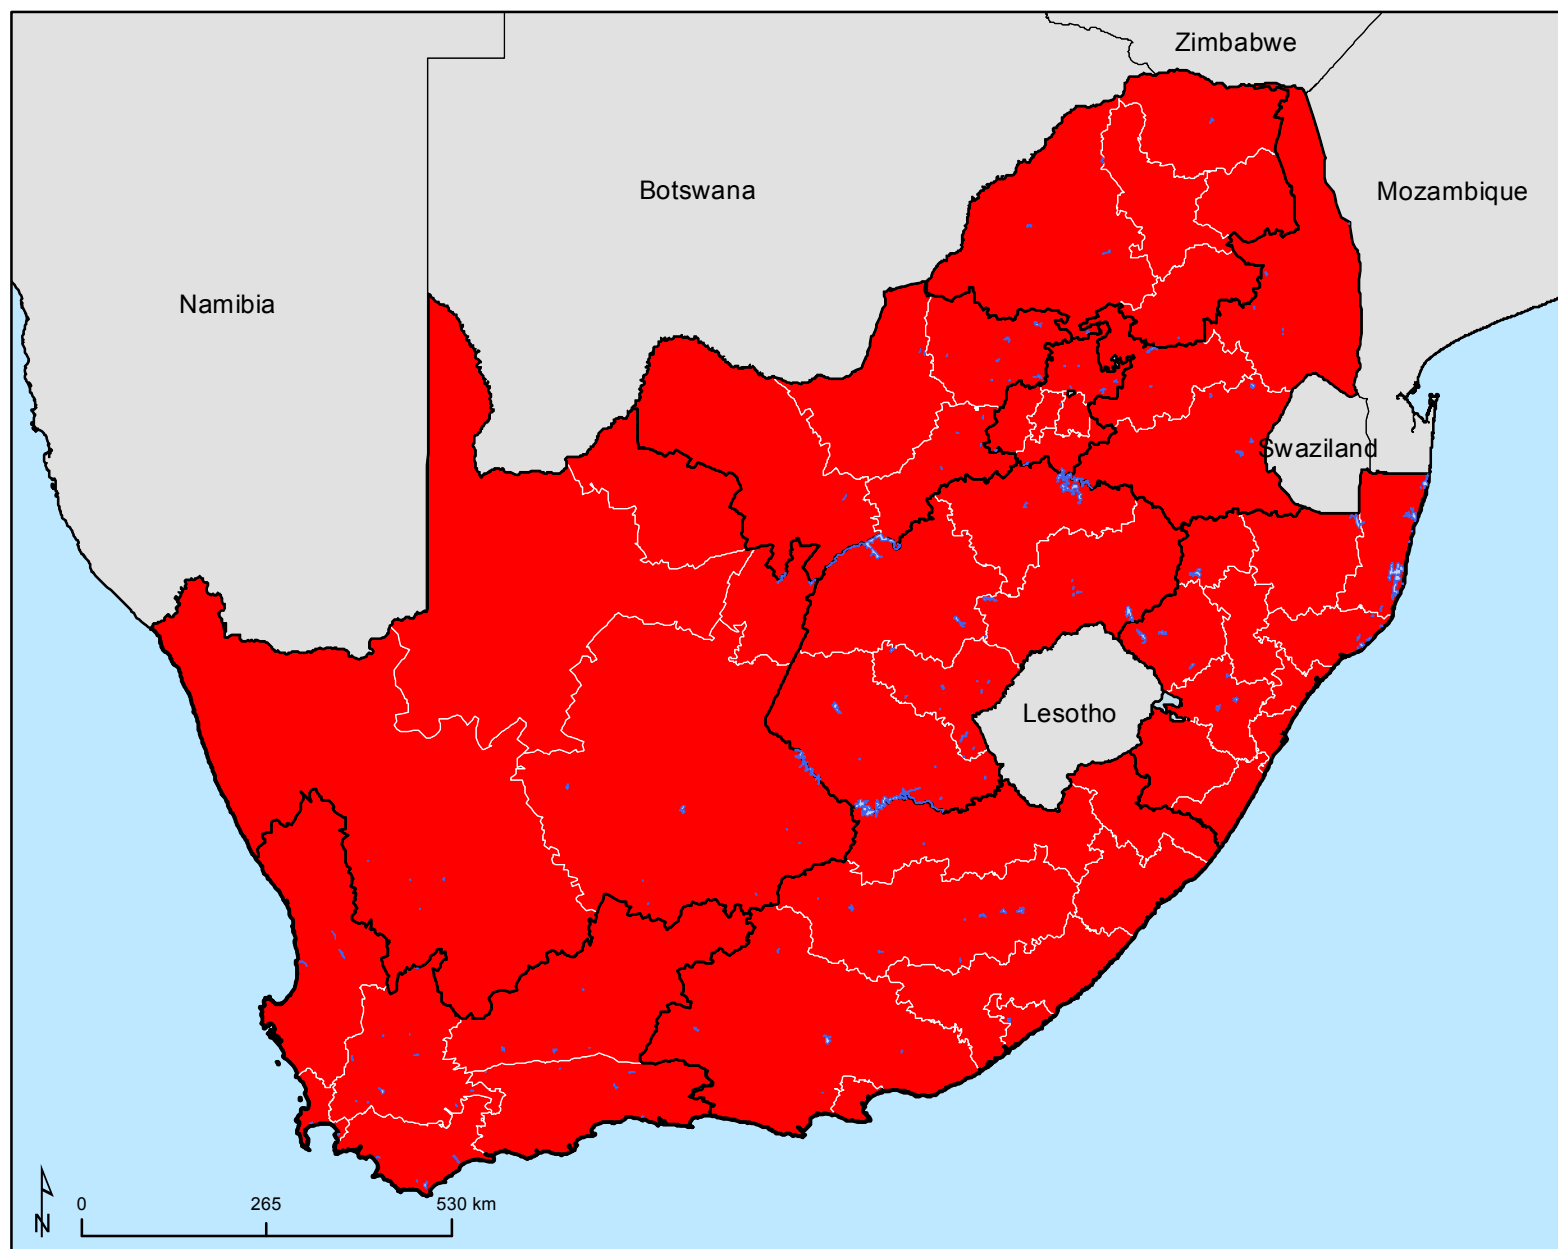 Zimbabwe
Botswana
Mozambique
Namibia
Swaziland
Lesotho
N
0 265 530 km